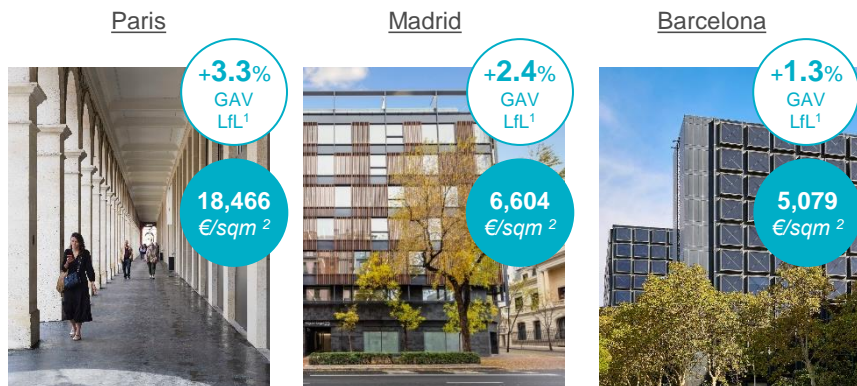 Paris
+3.3%
GAV
LfL¹
18,466
€/sqm ²
Madrid
+2.4%
GAV
LfL¹
6,604
€/sqm ²
Barcelona
+1.3%
GAV
LfL¹
5,079
€/sqm ²